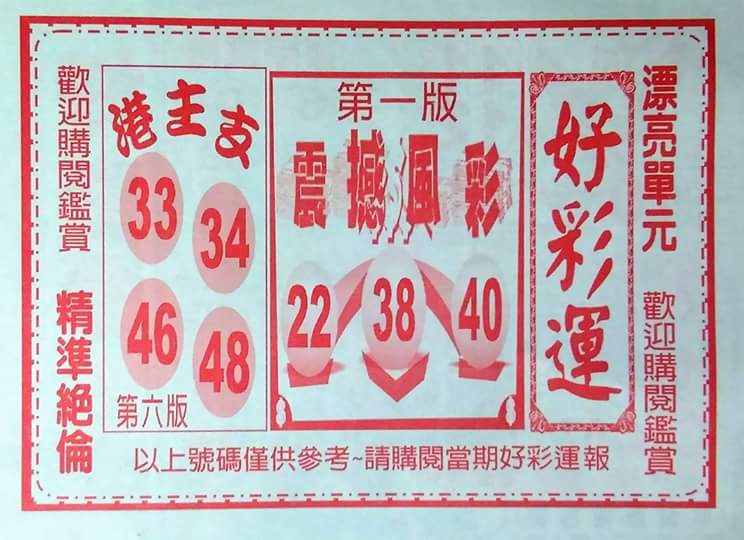 漂亮單元
歡迎購閱鑑賞
好彩運
第一版
震撼風彩
22 38 40
港主支
33 34
46 48
第六版
歡迎購閱鑑賞
精準絕倫
以上號碼僅供參考~請購閱當期好彩運報